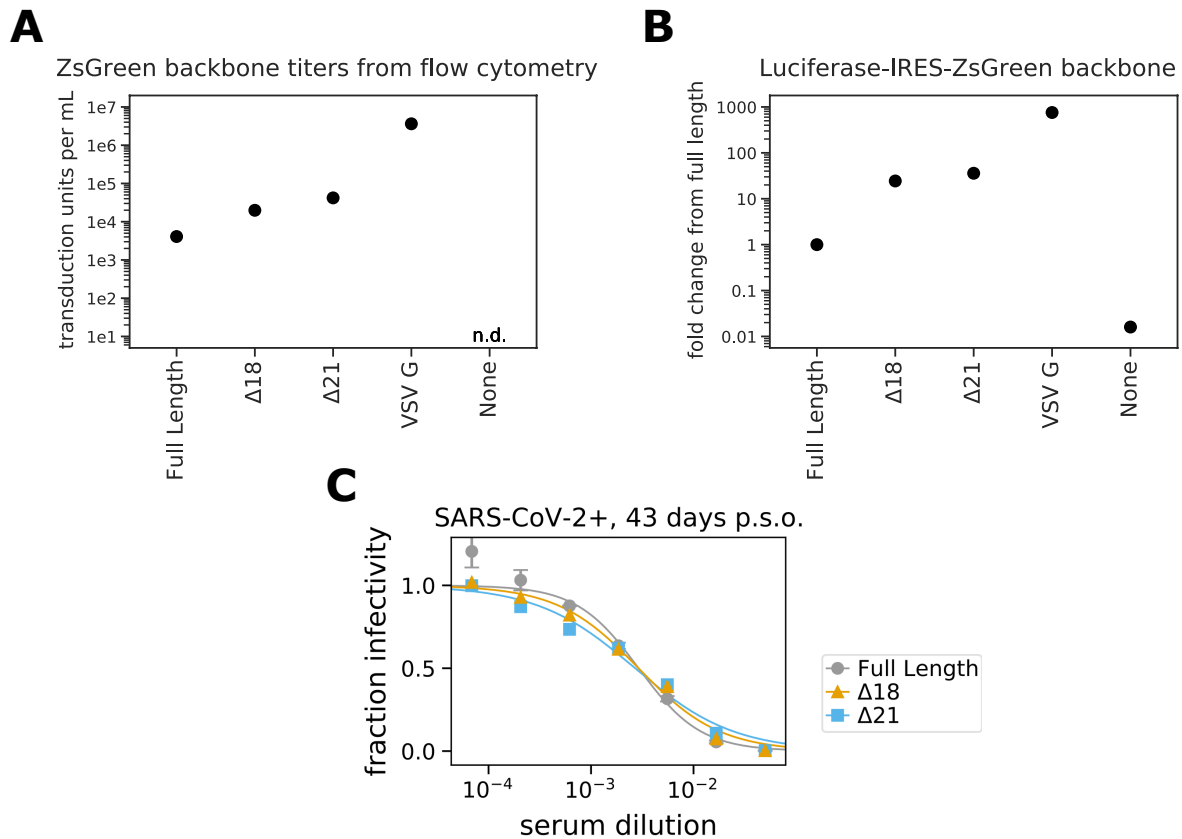 A
ZsGreen backbone titers from flow cytometry
transduction units per mL
1e7
1e6
1e5
1e4
1e3
1e2
1e1
n.d.
Full Length
Δ18
Δ21
VSV G
None
B
Luciferase-IRES-ZsGreen backbone
fold change from full length
1000
100
10
1
0.1
0.01
Full Length
Δ18
Δ21
VSV G
None
C
SARS-CoV-2+, 43 days p.s.o.
fraction infectivity
1.0
0.5
0.0
10⁻⁴
10⁻³
10⁻²
serum dilution
Full Length
Δ18
Δ21